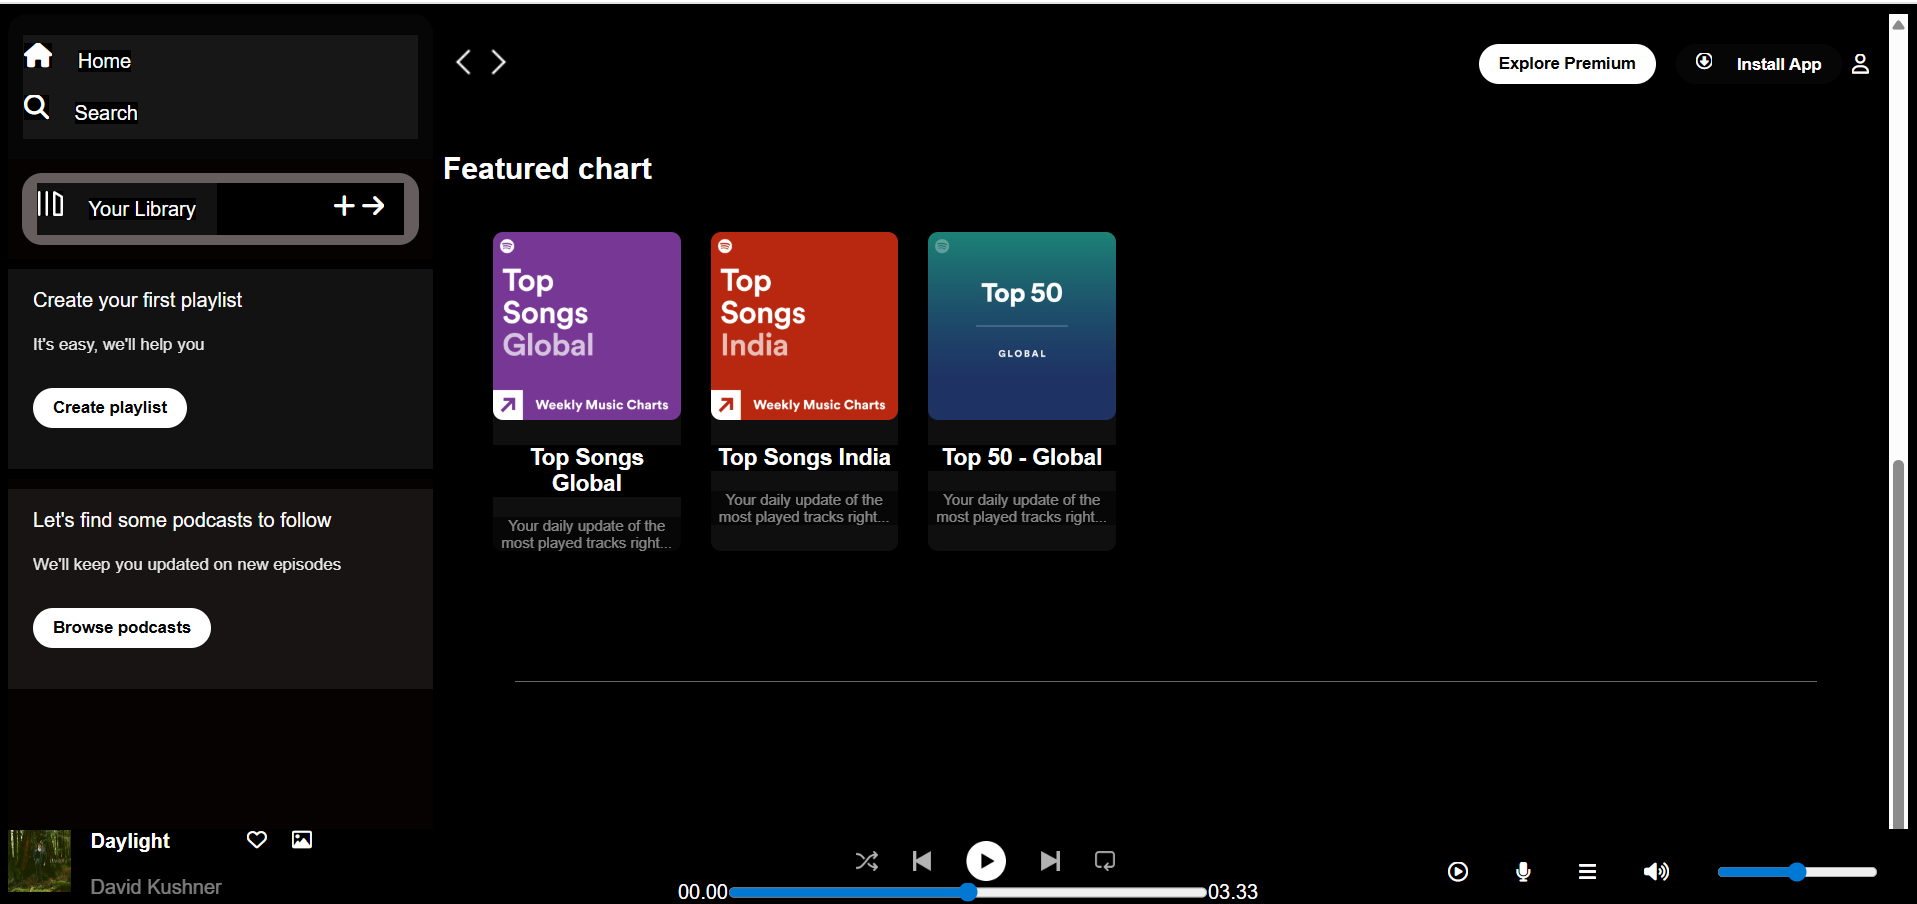 Home
Search
Your Library
Create your first playlist
It's easy, we'll help you
Create playlist
Let's find some podcasts to follow
We'll keep you updated on new episodes
Browse podcasts
Explore Premium
Install App
Featured chart
Top
Songs
Global
Weekly Music Charts
Top Songs
Global
Your daily update of the
most played tracks right...
Top
Songs
India
Weekly Music Charts
Top Songs India
Your daily update of the
most played tracks right...
Top 50
GLOBAL
Top 50 - Global
Your daily update of the
most played tracks right...
Daylight
David Kushner
00.00
03.33